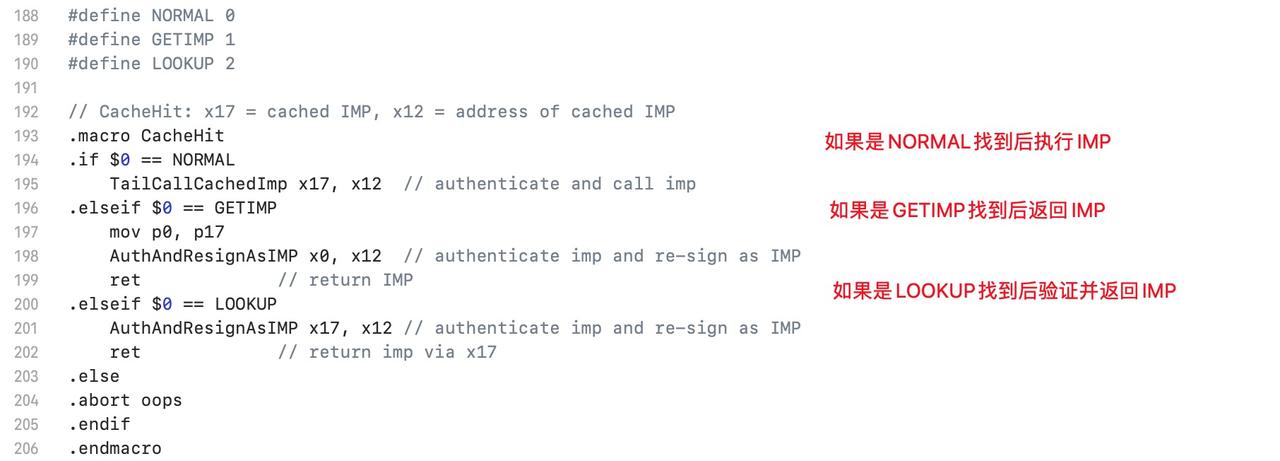 188 #define NORMAL 0
189 #define GETIMP 1
190 #define LOOKUP 2
191
192 // CacheHit: x17 = cached IMP, x12 = address of cached IMP
193 .macro CacheHit
如果是NORMAL找到后执行IMP
194 .if $0 == NORMAL
195     TailCallCachedImp x17, x12  // authenticate and call imp
196 .elseif $0 == GETIMP
如果是GETIMP找到后返回IMP
197     mov p0, p17
198     AuthAndResignAsIMP x0, x12  // authenticate imp and re-sign as IMP
199     ret             // return IMP
如果是LOOKUP找到后验证并返回IMP
200 .elseif $0 == LOOKUP
201     AuthAndResignAsIMP x17, x12 // authenticate imp and re-sign as IMP
202     ret             // return imp via x17
203 .else
204 .abort oops
205 .endif
206 .endmacro